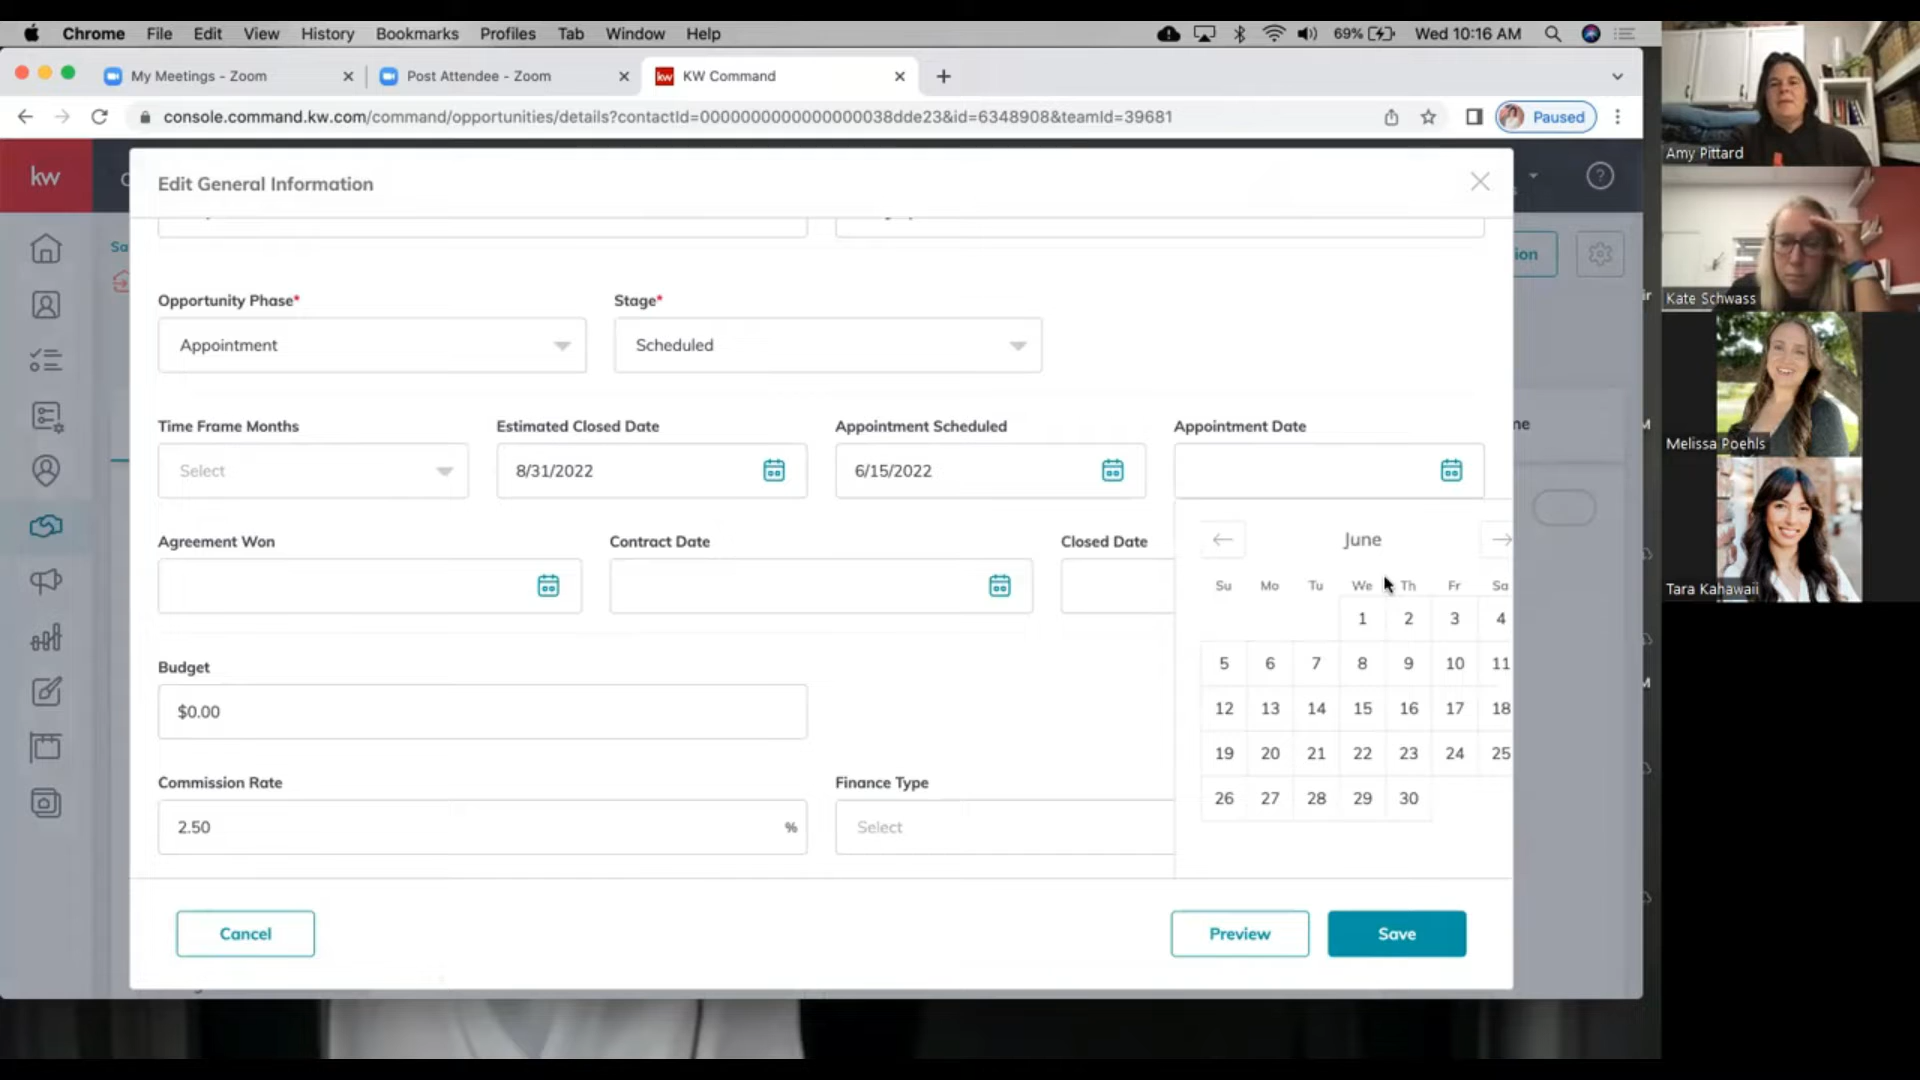 Chrome File Edit View History Bookmarks Profiles Tab Window Help 69% Wed 10:16 AM
My Meetings - Zoom Post Attendee - Zoom kw KW Command
console.command.kw.com/command/opportunities/details?contactId=0000000000000000038dde23&id=6348908&teamId=39681 Paused
kw
Edit General Information
Sa
ion
Opportunity Phase* Stage*
Appointment Scheduled
Time Frame Months Estimated Closed Date Appointment Scheduled Appointment Date
ne
Select 8/31/2022 6/15/2022
Agreement Won Contract Date Closed Date
June
Su Mo Tu We Th Fr Sa
1 2 3 4
5 6 7 8 9 10 11
12 13 14 15 16 17 18
19 20 21 22 23 24 25
26 27 28 29 30
Budget
$0.00
Commission Rate Finance Type
2.50 % Select
Cancel Preview Save
Amy Pittard
Kate Schwass
Melissa Poehls
Tara Kahawaii